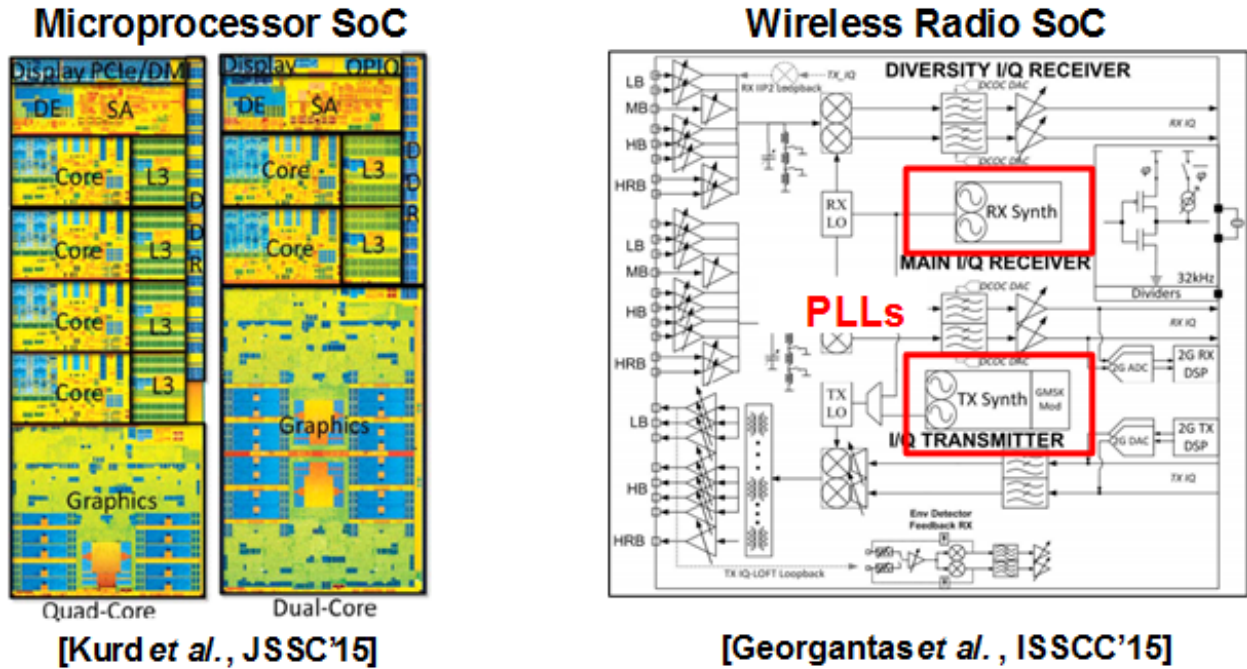 Microprocessor SoC
Wireless Radio SoC
Display PCIe/DMI
DE
SA
Core
L3
Core
L3
Core
L3
Core
L3
DDR
Graphics
Quad-Core
Display
OPIO
DE
SA
Core
L3
Core
L3
DDR
Graphics
Dual-Core
[Kurd et al., JSSC'15]
LB
MB
HB
HRB
RX IIP2 Loopback
TX_IQ
DIVERSITY I/Q RECEIVER
DCOC DAC
RX IQ
DCOC DAC
RX LO
RX Synth
φ
φ
32kHz
Dividers
MAIN I/Q RECEIVER
LB
MB
HB
HRB
DCOC DAC
RX IQ
PLLs
DCOC DAC
2G ADC
2G RX DSP
TX LO
TX Synth
GMSK Mod
I/Q TRANSMITTER
2G DAC
2G TX DSP
TX IQ
LB
HB
HRB
Env Detector
Feedback RX
TX IQ-LOFT Loopback
[Georgantas et al., ISSCC'15]